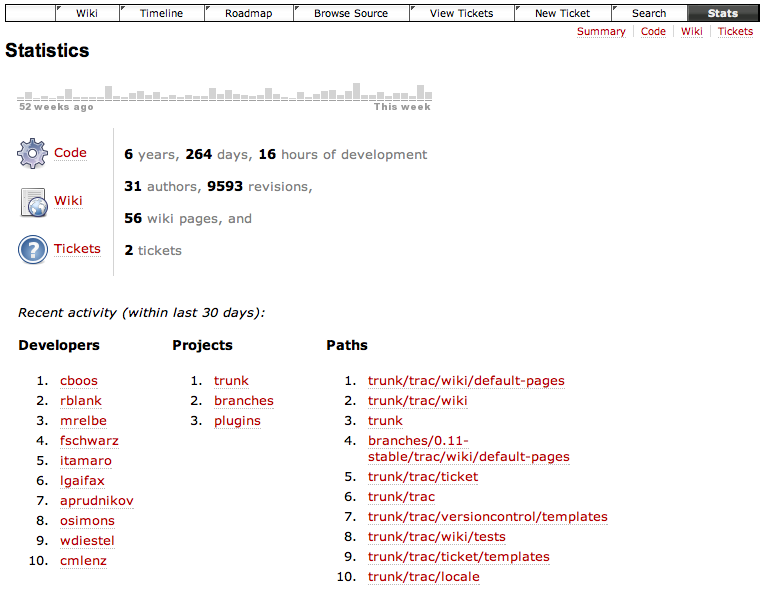 Wiki Timeline Roadmap Browse Source View Tickets New Ticket Search Stats
Summary Code Wiki Tickets
Statistics
52 weeks ago This week
Code
6 years, 264 days, 16 hours of development
31 authors, 9593 revisions,
Wiki
56 wiki pages, and
Tickets
2 tickets
Recent activity (within last 30 days):
Developers
1. cboos
2. rblank
3. mrelbe
4. fschwarz
5. itamaro
6. lgaifax
7. aprudnikov
8. osimons
9. wdiestel
10. cmlenz
Projects
1. trunk
2. branches
3. plugins
Paths
1. trunk/trac/wiki/default-pages
2. trunk/trac/wiki
3. trunk
4. branches/0.11-
stable/trac/wiki/default-pages
5. trunk/trac/ticket
6. trunk/trac
7. trunk/trac/versioncontrol/templates
8. trunk/trac/wiki/tests
9. trunk/trac/ticket/templates
10. trunk/trac/locale